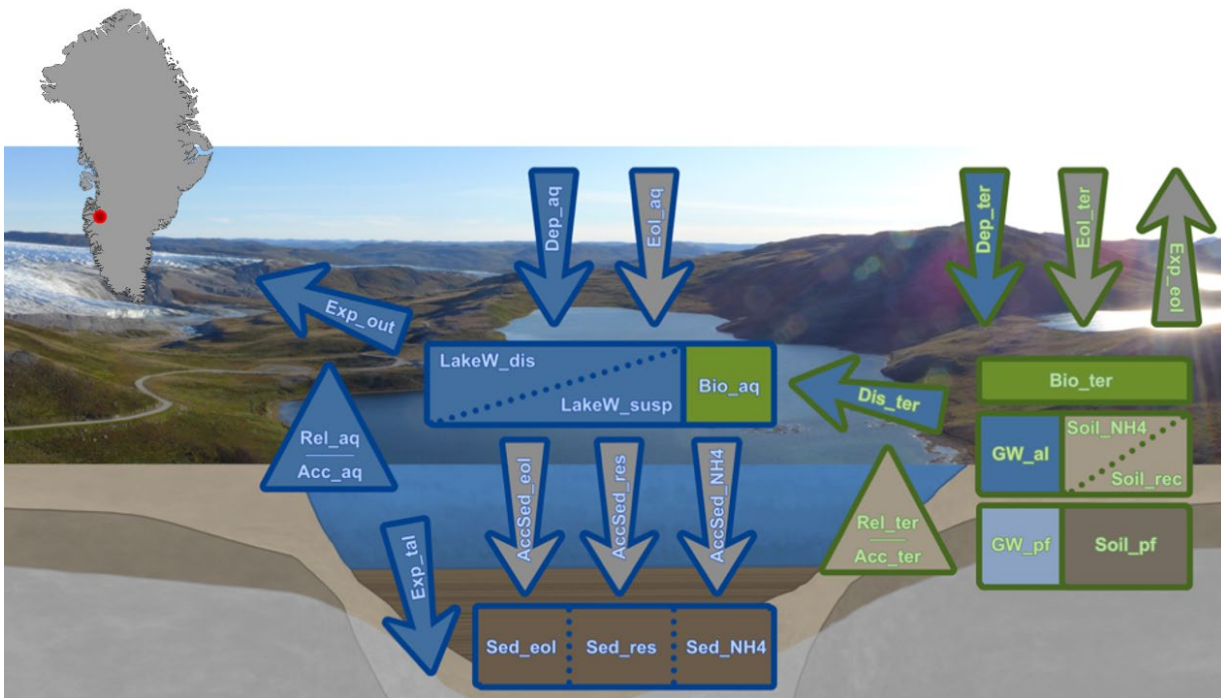 Dep_aq
Eol_aq
Dep_ter
Eol_ter
Exp_eol
Exp_out
LakeW_dis
LakeW_susp
Bio_aq
Dis_ter
Bio_ter
GW_al
Soil_NH4
Soil_rec
GW_pf
Soil_pf
Rel_aq
Acc_aq
Rel_ter
Acc_ter
AccSed_eol
AccSed_res
AccSed_NH4
Exp_tal
Sed_eol
Sed_res
Sed_NH4